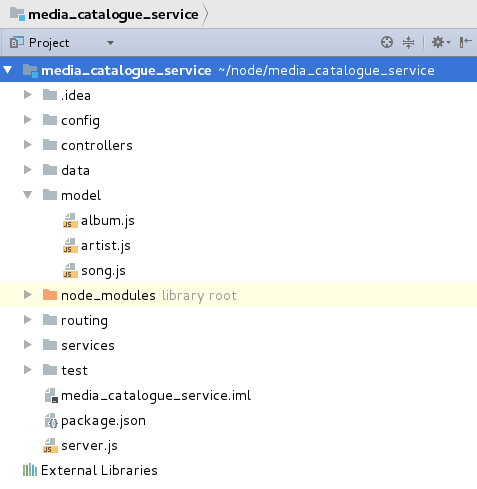 media_catalogue_service
Project
media_catalogue_service ~/node/media_catalogue_service
.idea
config
controllers
data
model
album.js
artist.js
song.js
node_modules library root
routing
services
test
media_catalogue_service.iml
package.json
server.js
External Libraries